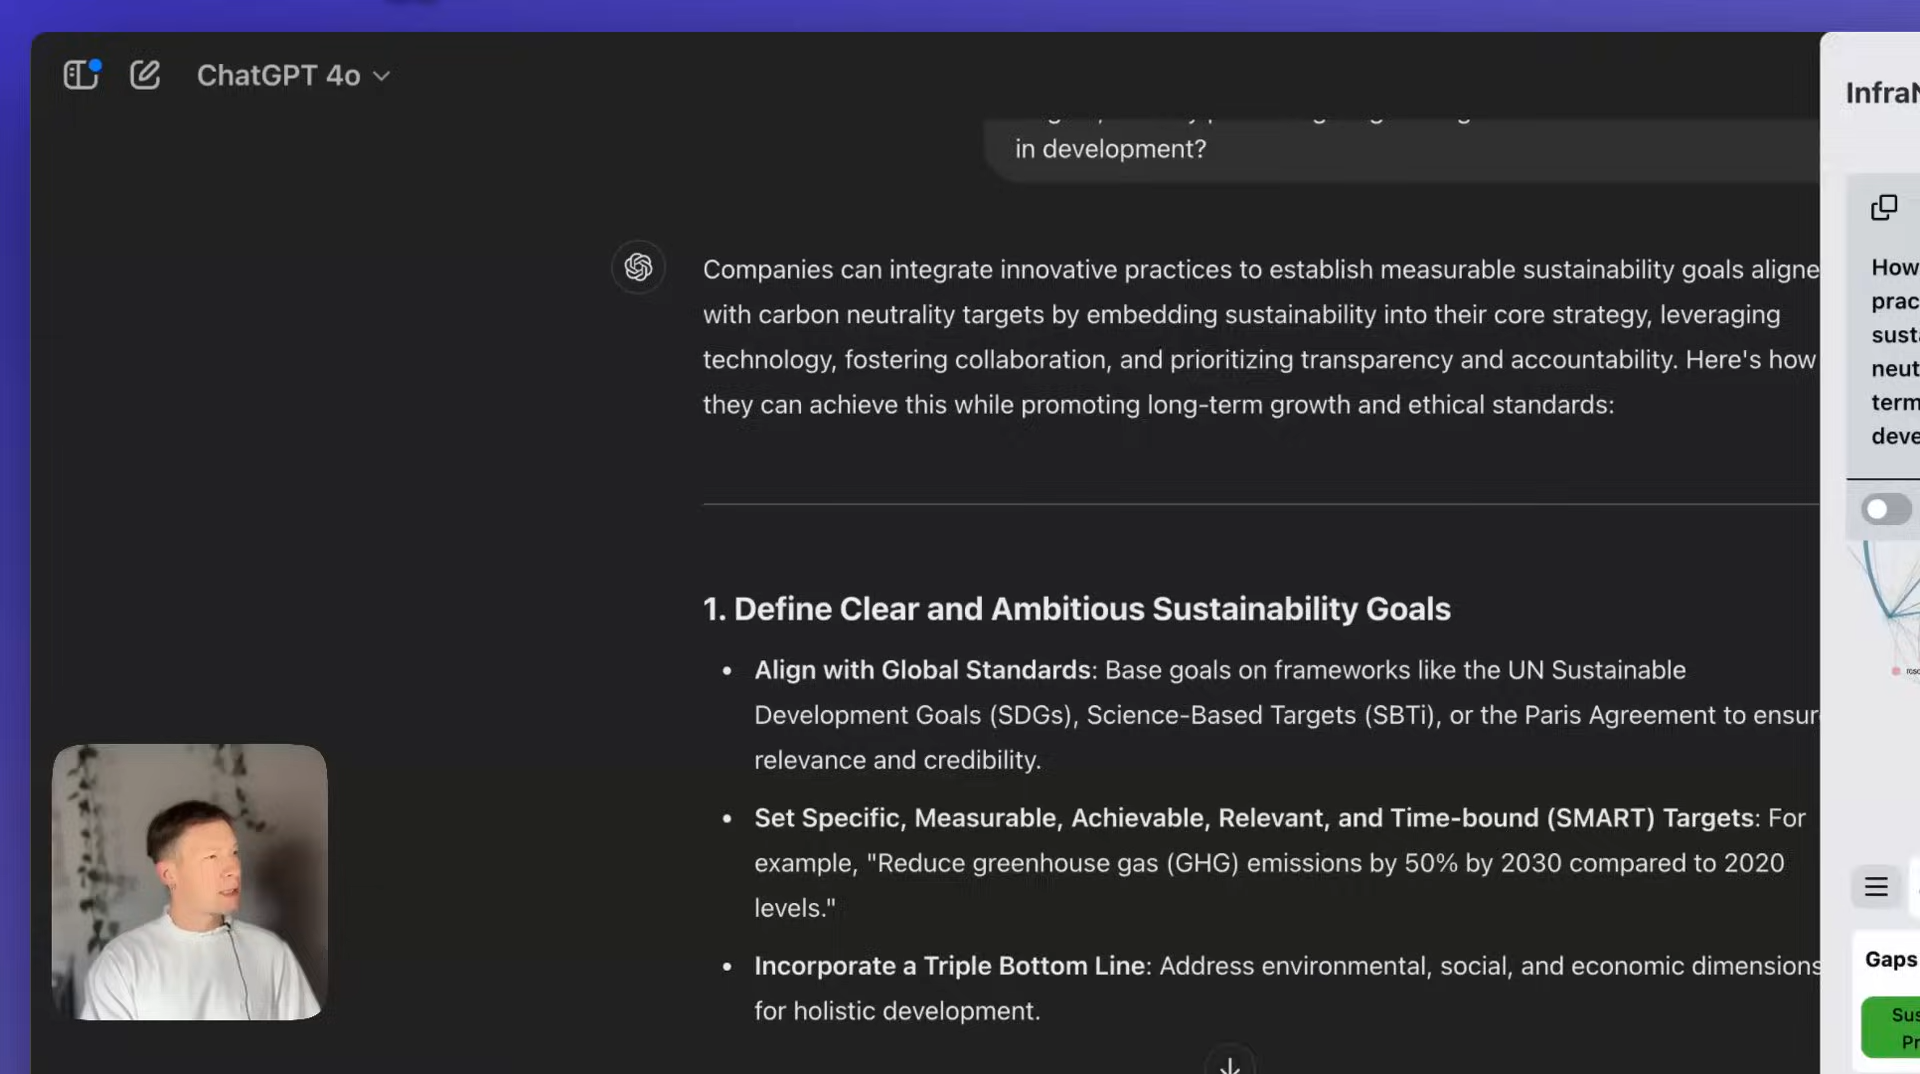 ChatGPT 4o
in development?
Companies can integrate innovative practices to establish measurable sustainability goals aligne
with carbon neutrality targets by embedding sustainability into their core strategy, leveraging
technology, fostering collaboration, and prioritizing transparency and accountability. Here's how
they can achieve this while promoting long-term growth and ethical standards:
1. Define Clear and Ambitious Sustainability Goals
• Align with Global Standards: Base goals on frameworks like the UN Sustainable
Development Goals (SDGs), Science-Based Targets (SBTi), or the Paris Agreement to ensur
relevance and credibility.
• Set Specific, Measurable, Achievable, Relevant, and Time-bound (SMART) Targets: For
example, "Reduce greenhouse gas (GHG) emissions by 50% by 2030 compared to 2020
levels."
• Incorporate a Triple Bottom Line: Address environmental, social, and economic dimensions
for holistic development.
Infra
How
prac
susta
neut
term
deve
Gaps
Sus
Pr